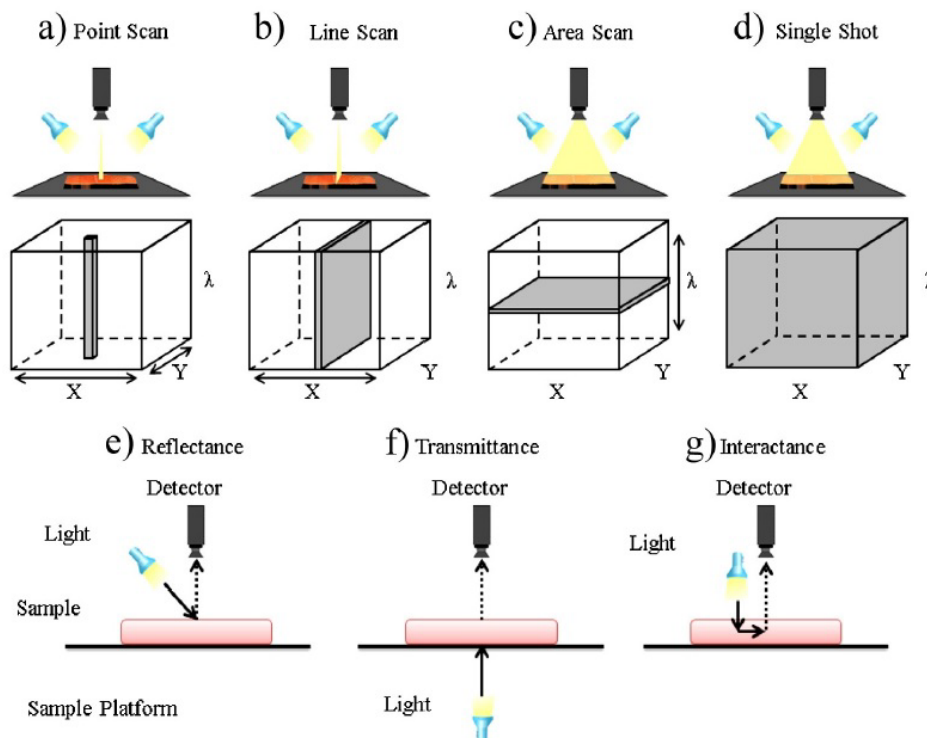 a) Point Scan
b) Line Scan
c) Area Scan
d) Single Shot
λ
X
Y
λ
X
Y
λ
X
Y
λ
X
Y
e) Reflectance
Detector
Light
Sample
Sample Platform
f) Transmittance
Detector
Light
g) Interactance
Detector
Light